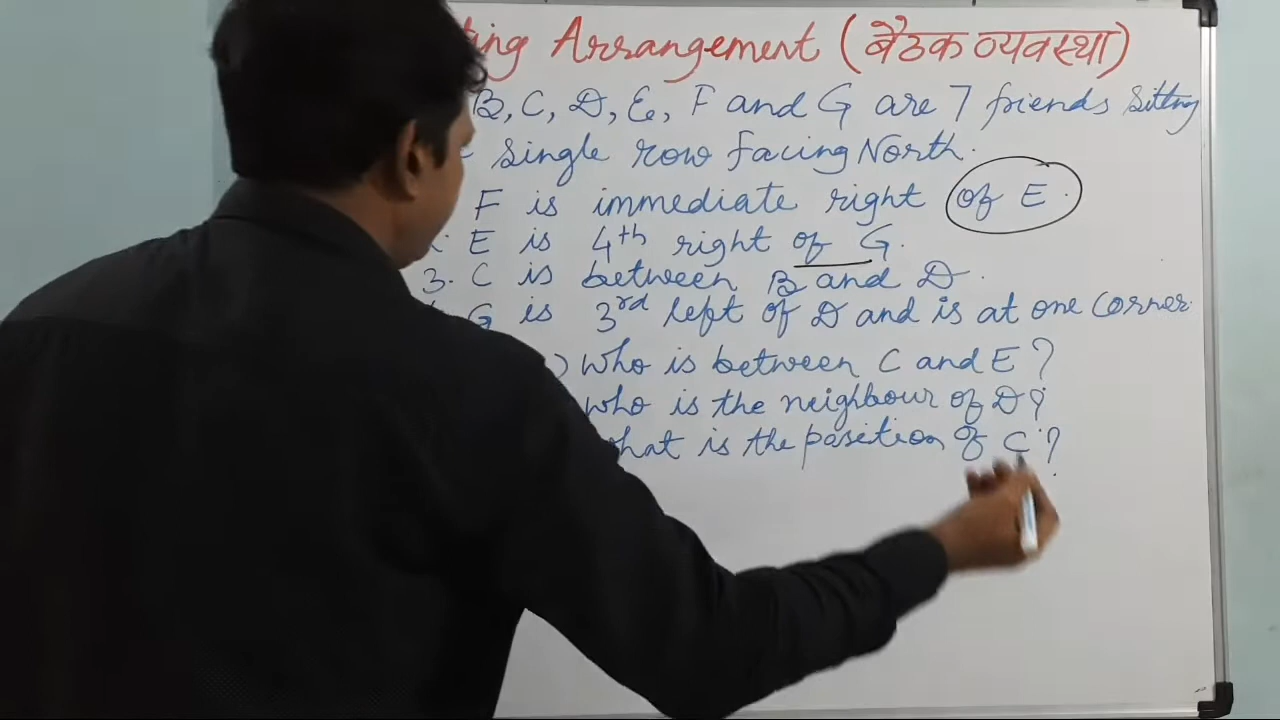 ting Arrangement (बैठक व्यवस्था)
B, C, D, E, F and G are 7 friends Sitting
Single row Facing North.
F is immediate right of E.
E is 4th right of G.
3. C is between B and D.
G is 3rd left of D and is at one Corner.
) Who is between C and E?
Who is the neighbour of D?
hat is the position of C?